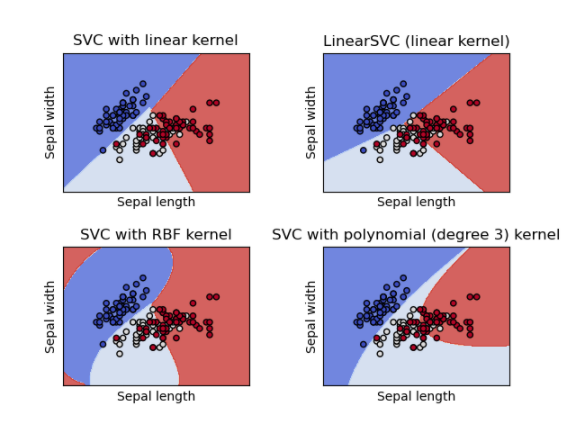 SVC with linear kernel
LinearSVC (linear kernel)
Sepal width
Sepal width
Sepal length
Sepal length
SVC with RBF kernel
SVC with polynomial (degree 3) kernel
Sepal width
Sepal width
Sepal length
Sepal length